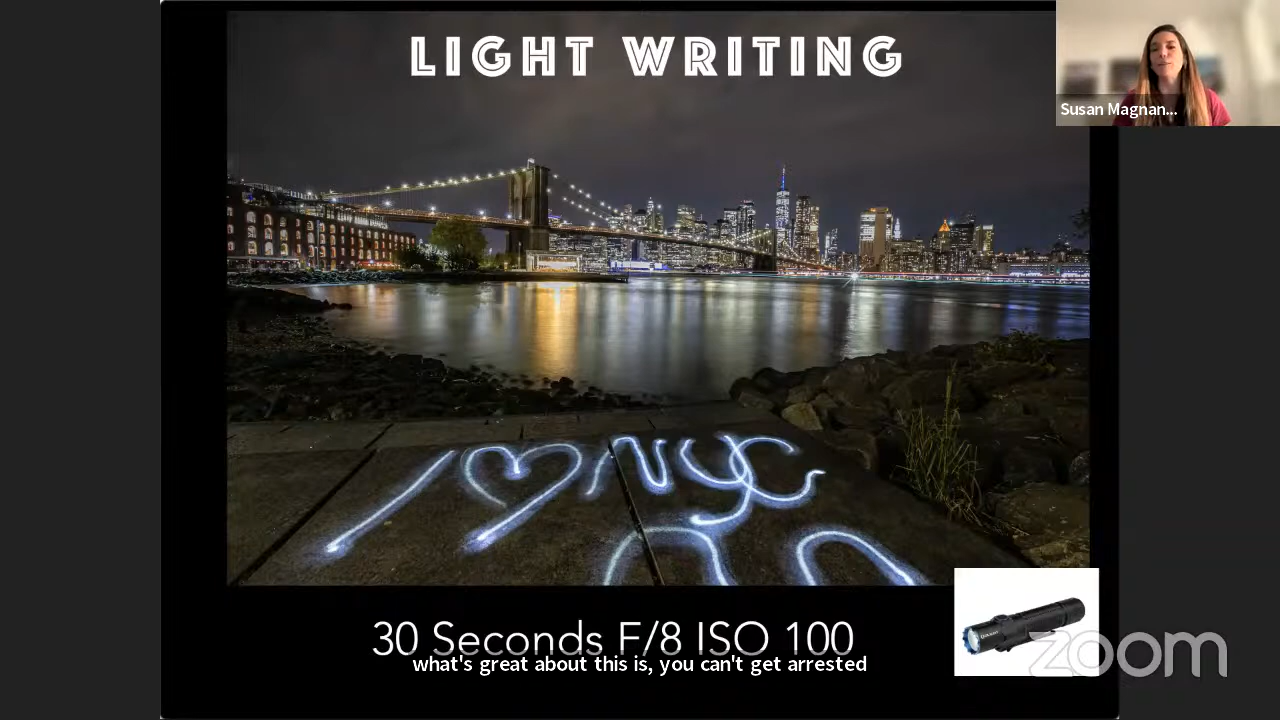 LIGHT WRITING
Susan Magnan...
I ♡ NYC
30 Seconds F/8 ISO 100
what's great about this is, you can't get arrested
zoom